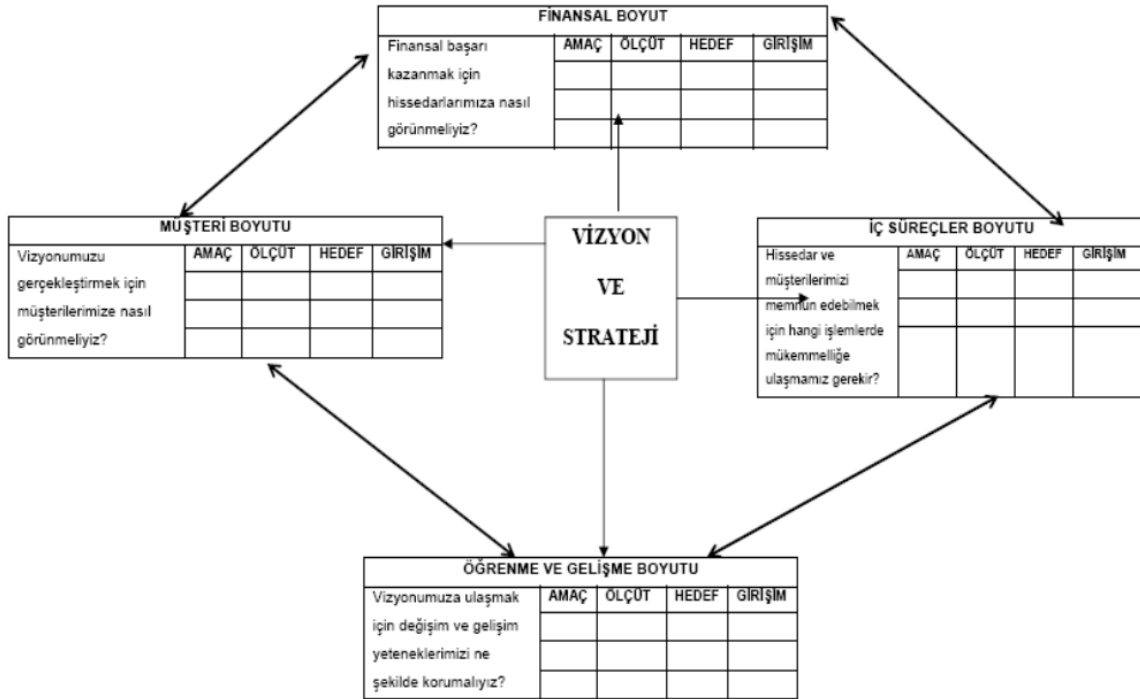 FİNANSAL BOYUT
Finansal başarı
kazanmak için
hissedarlarımıza nasıl
görünmeliyiz?
AMAÇ ÖLÇÜT HEDEF GİRİŞİM
MÜŞTERİ BOYUTU
Vizyonumuzu
gerçekleştirmek için
müşterilerimize nasıl
görünmeliyiz?
AMAÇ ÖLÇÜT HEDEF GİRİŞİM
VİZYON
VE
STRATEJİ
İÇ SÜREÇLER BOYUTU
Hissedar ve
müşterilerimizi
memnun edebilmek
için hangi işlemlerde
mükemmelliğe
ulaşmamız gerekir?
AMAÇ ÖLÇÜT HEDEF GİRİŞİM
ÖĞRENME VE GELİŞME BOYUTU
Vizyonumuza ulaşmak
için değişim ve gelişim
yeteneklerimizi ne
şekilde korumalıyız?
AMAÇ ÖLÇÜT HEDEF GİRİŞİM